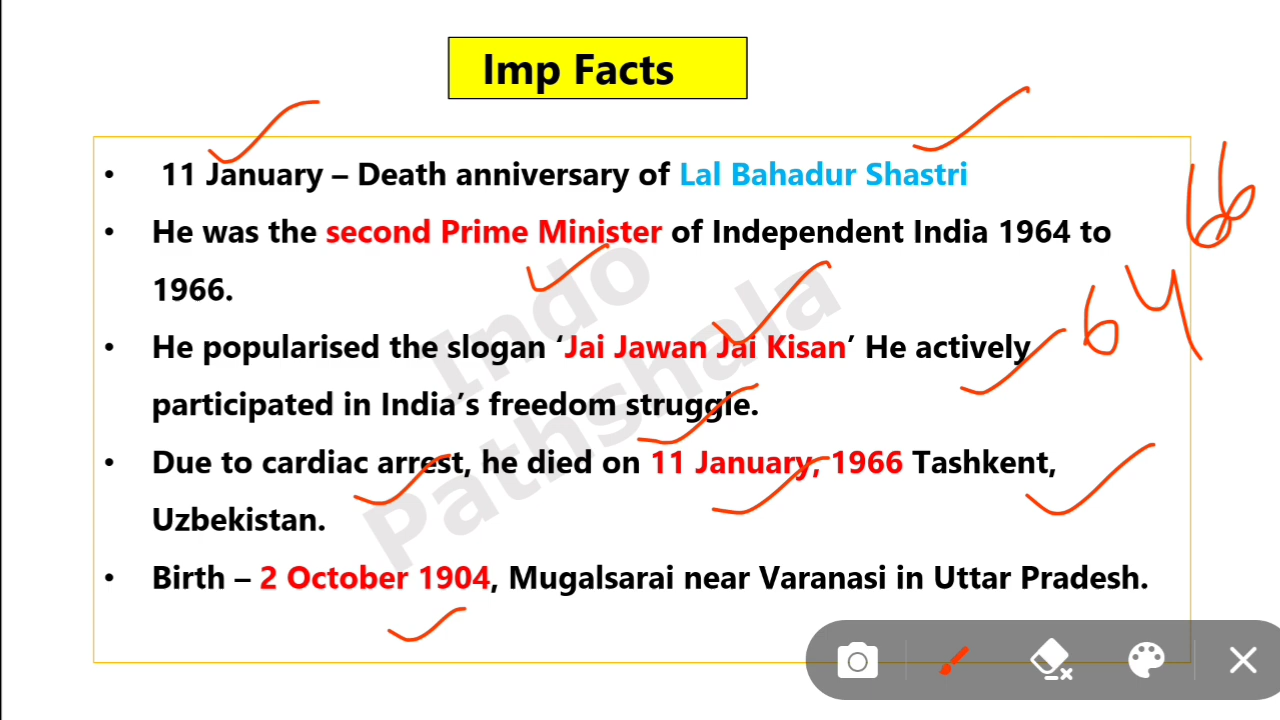 Imp Facts
• 11 January – Death anniversary of Lal Bahadur Shastri
• He was the second Prime Minister of Independent India 1964 to
1966.
• He popularised the slogan ‘Jai Jawan Jai Kisan’ He actively
participated in India’s freedom struggle.
• Due to cardiac arrest, he died on 11 January, 1966 Tashkent,
Uzbekistan.
• Birth – 2 October 1904, Mugalsarai near Varanasi in Uttar Pradesh.
66
64
Indo
Pathshala